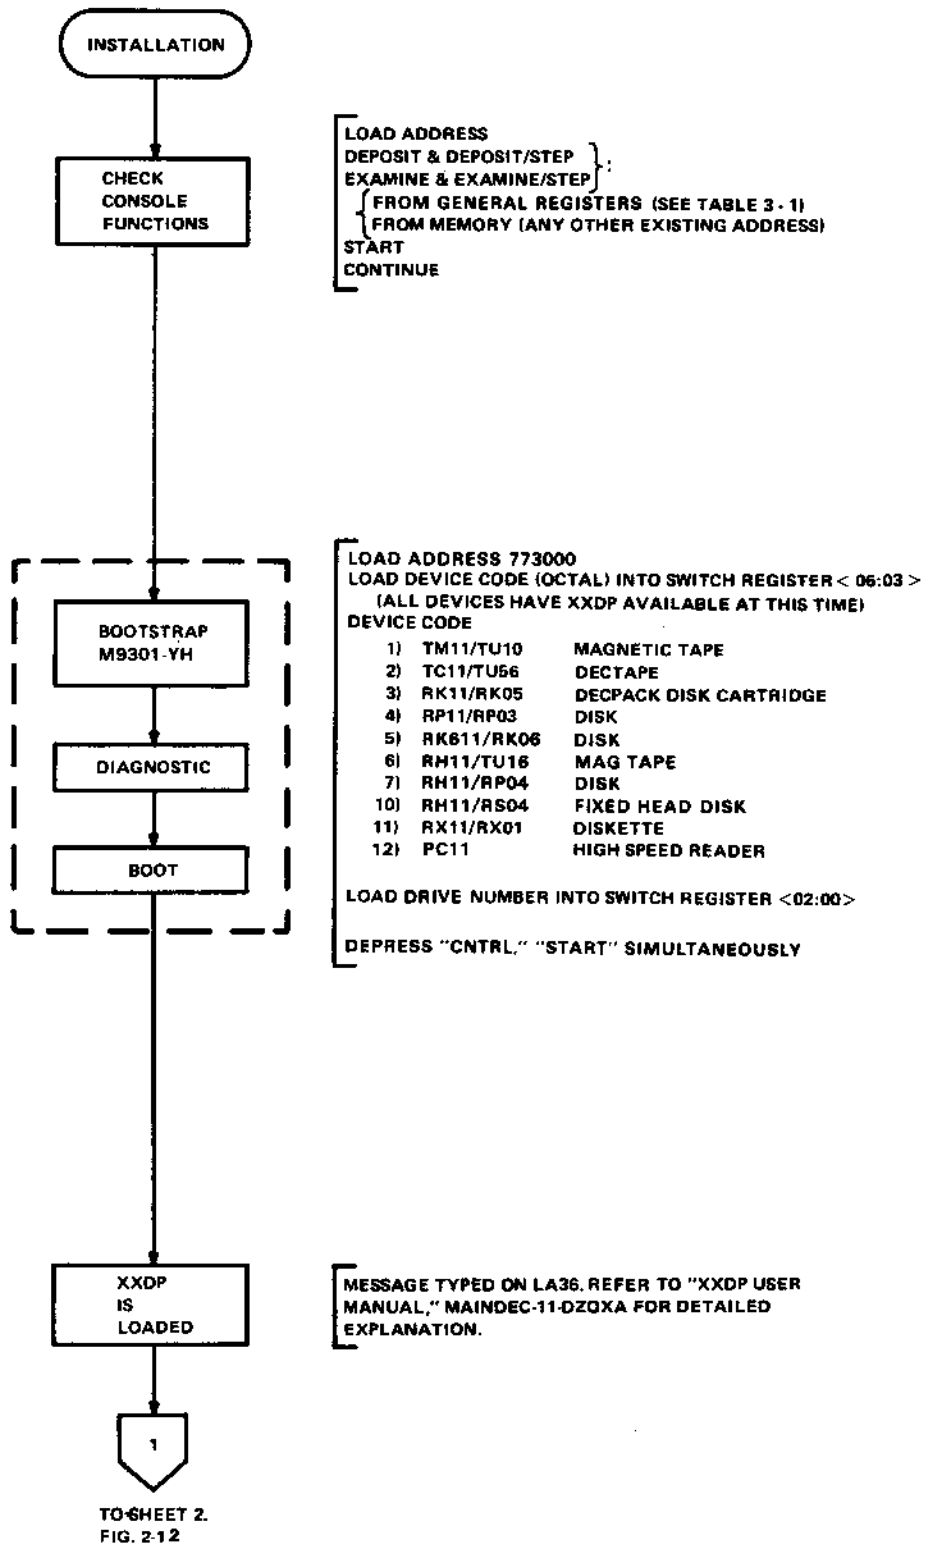 INSTALLATION
CHECK
CONSOLE
FUNCTIONS
LOAD ADDRESS
DEPOSIT & DEPOSIT/STEP
EXAMINE & EXAMINE/STEP
:
FROM GENERAL REGISTERS (SEE TABLE 3-1)
FROM MEMORY (ANY OTHER EXISTING ADDRESS)
START
CONTINUE
BOOTSTRAP
M9301-YH
DIAGNOSTIC
BOOT
LOAD ADDRESS 773000
LOAD DEVICE CODE (OCTAL) INTO SWITCH REGISTER < 06:03 >
(ALL DEVICES HAVE XXDP AVAILABLE AT THIS TIME)
DEVICE CODE
1) TM11/TU10 MAGNETIC TAPE
2) TC11/TU56 DECTAPE
3) RK11/RK05 DECPACK DISK CARTRIDGE
4) RP11/RP03 DISK
5) RK611/RK06 DISK
6) RH11/TU16 MAG TAPE
7) RH11/RP04 DISK
10) RH11/RS04 FIXED HEAD DISK
11) RX11/RX01 DISKETTE
12) PC11 HIGH SPEED READER
LOAD DRIVE NUMBER INTO SWITCH REGISTER <02:00>
DEPRESS "CNTRL," "START" SIMULTANEOUSLY
XXDP
IS
LOADED
MESSAGE TYPED ON LA36. REFER TO "XXDP USER
MANUAL," MAINDEC-11-DZQXA FOR DETAILED
EXPLANATION.
1
TO SHEET 2.
FIG. 2-12